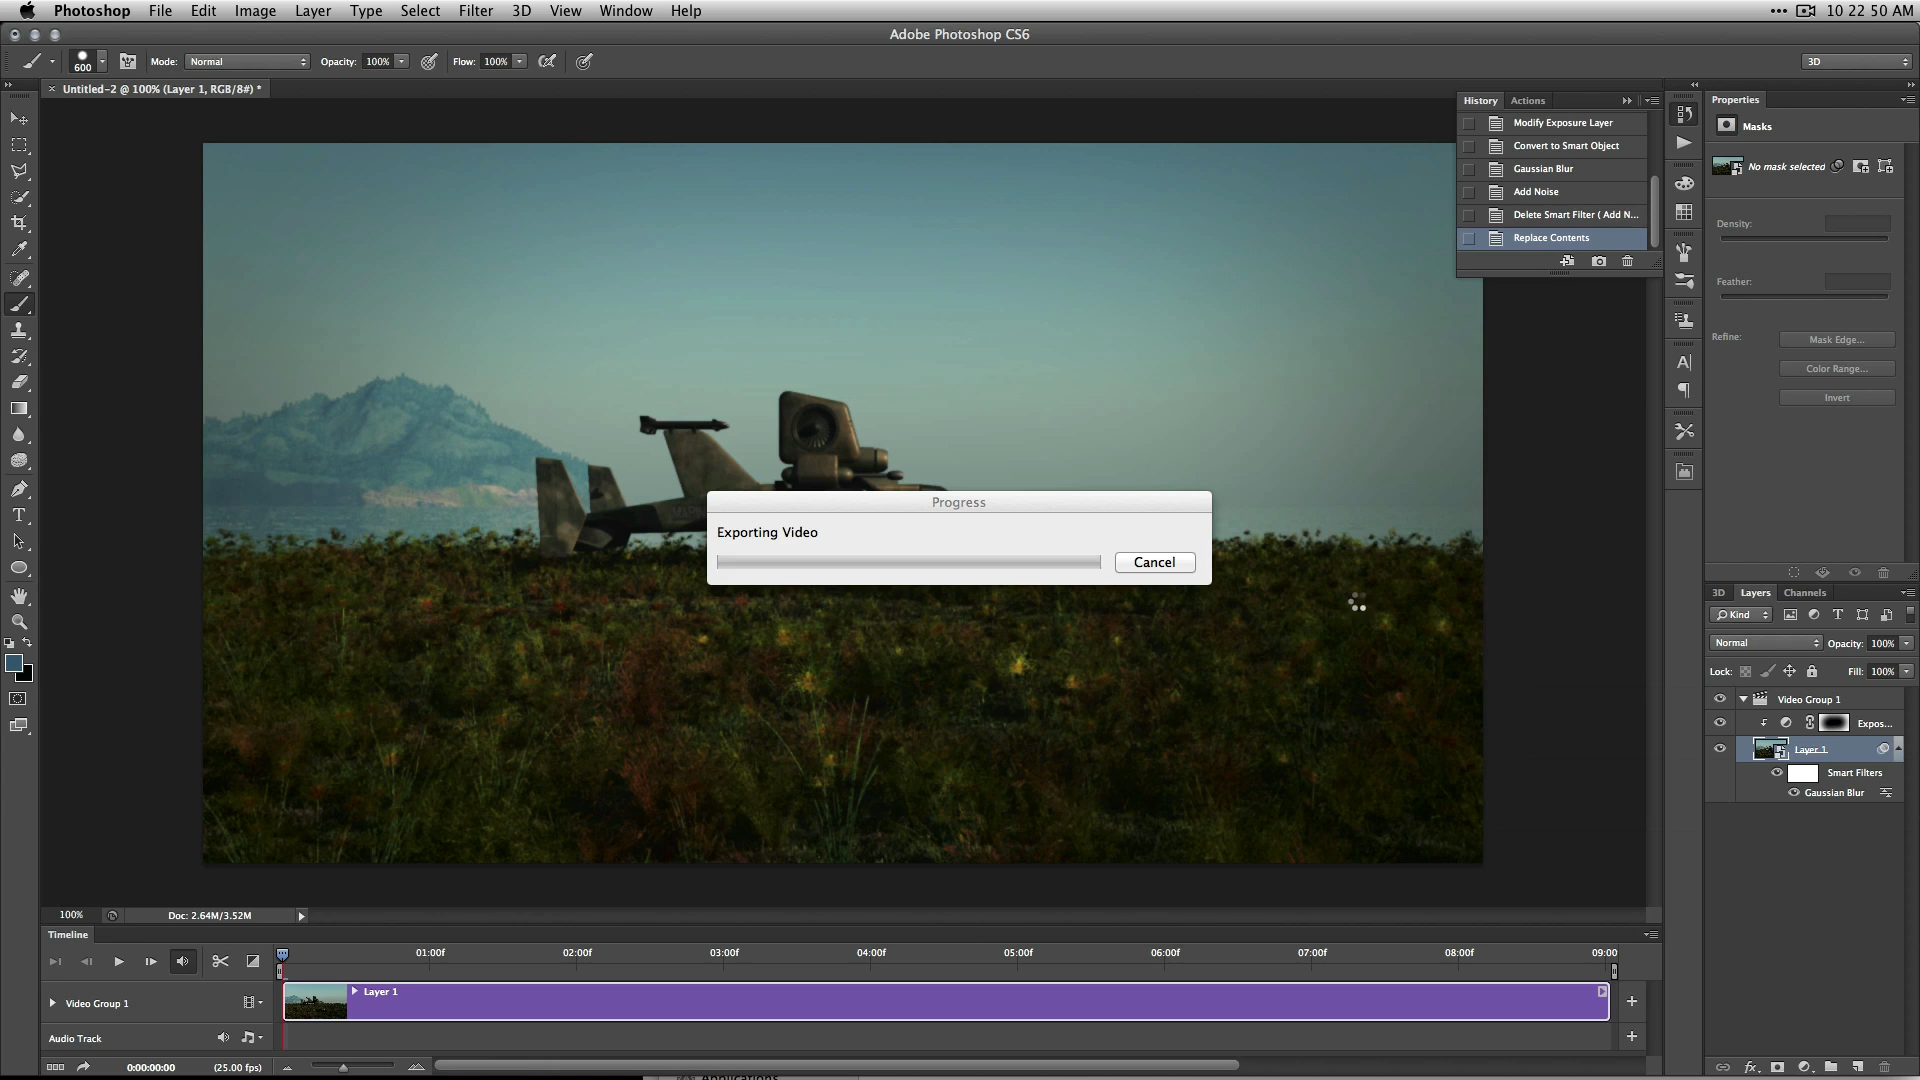 Photoshop File Edit Image Layer Type Select Filter 3D View Window Help 10 22 50 AM
Adobe Photoshop CS6
600 Mode: Normal Opacity: 100% Flow: 100% 3D
Untitled-2 @ 100% (Layer 1, RGB/8#) *
History Actions
Modify Exposure Layer
Convert to Smart Object
Gaussian Blur
Add Noise
Delete Smart Filter ( Add N...
Replace Contents
Properties
Masks
No mask selected
Density:
Feather:
Refine: Mask Edge...
Color Range...
Invert
Progress
Exporting Video
Cancel
3D Layers Channels
Kind
Normal Opacity: 100%
Lock: Fill: 100%
Video Group 1
Expos...
Layer 1
Smart Filters
Gaussian Blur
100% Doc: 2.64M/3.52M
Timeline
01:00f 02:00f 03:00f 04:00f 05:00f 06:00f 07:00f 08:00f 09:00
Video Group 1
Layer 1
Audio Track
0:00:00:00 (25.00 fps)
Applications